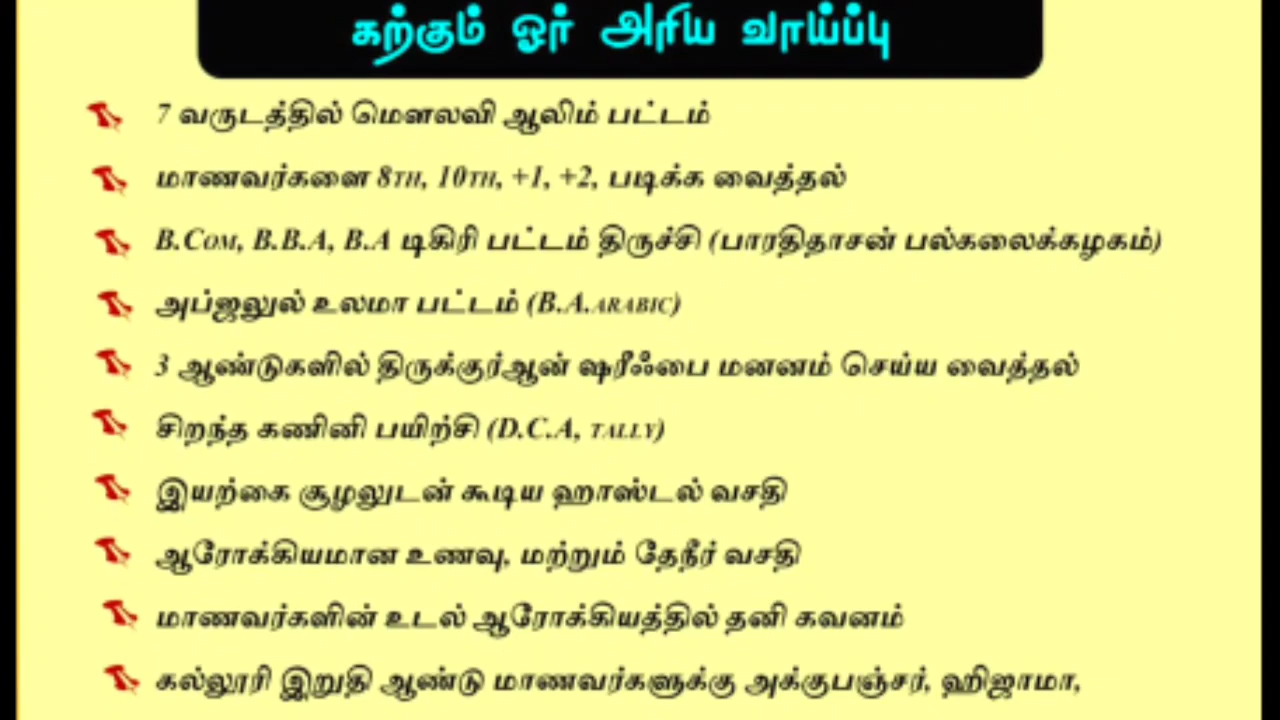 கற்கும் ஓர் அரிய வாய்ப்பு
7 வருடத்தில் மௌலவி ஆலிம் பட்டம்
மாணவர்களை 8TH, 10TH, +1, +2, படிக்க வைத்தல்
B.COM, B.B.A, B.A டிகிரி பட்டம் திருச்சி (பாரதிதாசன் பல்கலைக்கழகம்)
அப்ஜலுல் உலமா பட்டம் (B.A.ARABIC)
3 ஆண்டுகளில் திருக்குர்ஆன் ஷரீஃபை மனனம் செய்ய வைத்தல்
சிறந்த கணினி பயிற்சி (D.C.A, TALLY)
இயற்கை சூழலுடன் கூடிய ஹாஸ்டல் வசதி
ஆரோக்கியமான உணவு, மற்றும் தேநீர் வசதி
மாணவர்களின் உடல் ஆரோக்கியத்தில் தனி கவனம்
கல்லூரி இறுதி ஆண்டு மாணவர்களுக்கு அக்குபஞ்சர், ஹிஜாமா,